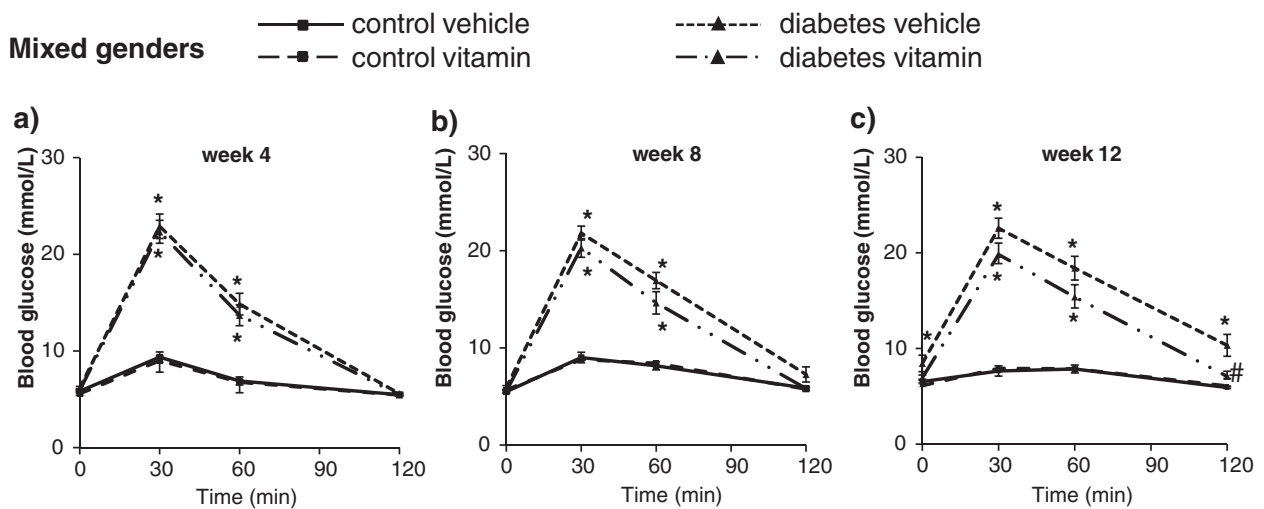 Mixed genders
control vehicle
control vitamin
diabetes vehicle
diabetes vitamin
a)
week 4
Blood glucose (mmol/L)
30
20
10
0
*
*
*
*
0 30 60 90 120
Time (min)
b)
week 8
Blood glucose (mmol/L)
30
20
10
0
*
*
*
*
0 30 60 90 120
Time (min)
c)
week 12
Blood glucose (mmol/L)
30
20
10
0
*
*
*
*
*
*
#
0 30 60 90 120
Time (min)